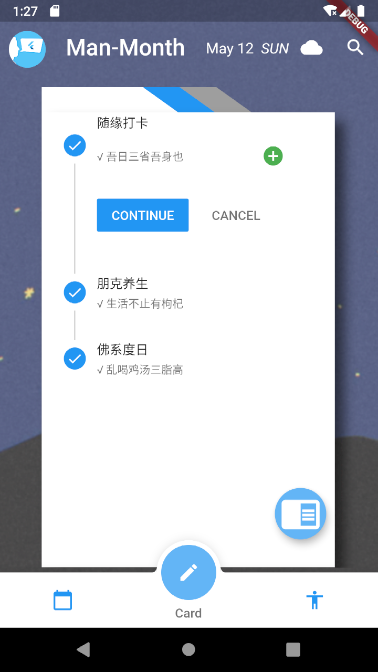 1:27
DEBUG
Man-Month
May 12 SUN
随缘打卡
√ 吾日三省吾身也
CONTINUE CANCEL
朋克养生
√ 生活不止有枸杞
佛系度日
√ 乱喝鸡汤三脂高
Card